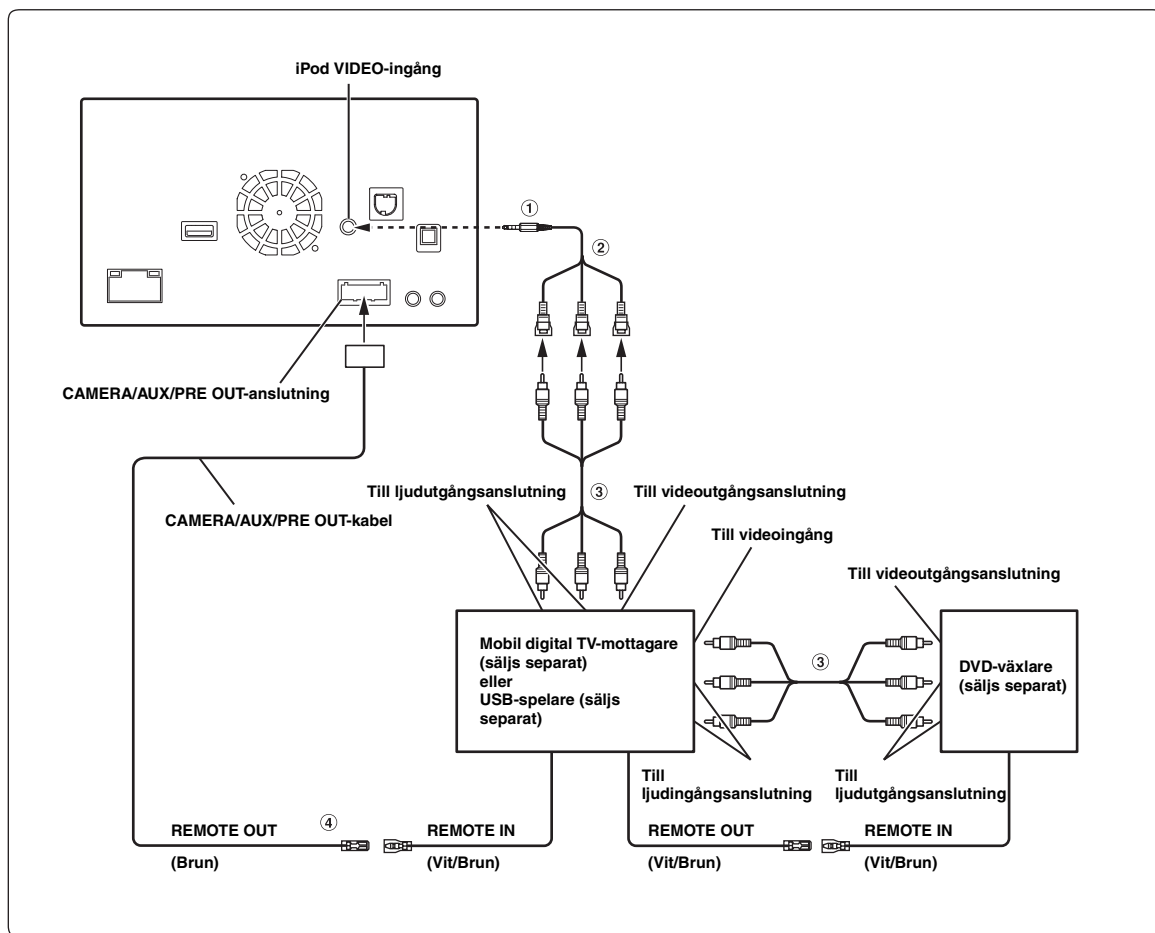 iPod VIDEO-ingång
①
②
CAMERA/AUX/PRE OUT-anslutning
Till ljudutgångsanslutning
③
Till videoutgångsanslutning
CAMERA/AUX/PRE OUT-kabel
Till videoingång
Till videoutgångsanslutning
Mobil digital TV-mottagare
(säljs separat)
eller
USB-spelare (säljs
separat)
③
DVD-växlare
(säljs separat)
Till
ljudingångsanslutning
Till
ljudutgångsanslutning
REMOTE OUT
④
REMOTE IN
REMOTE OUT
REMOTE IN
(Brun)
(Vit/Brun)
(Vit/Brun)
(Vit/Brun)